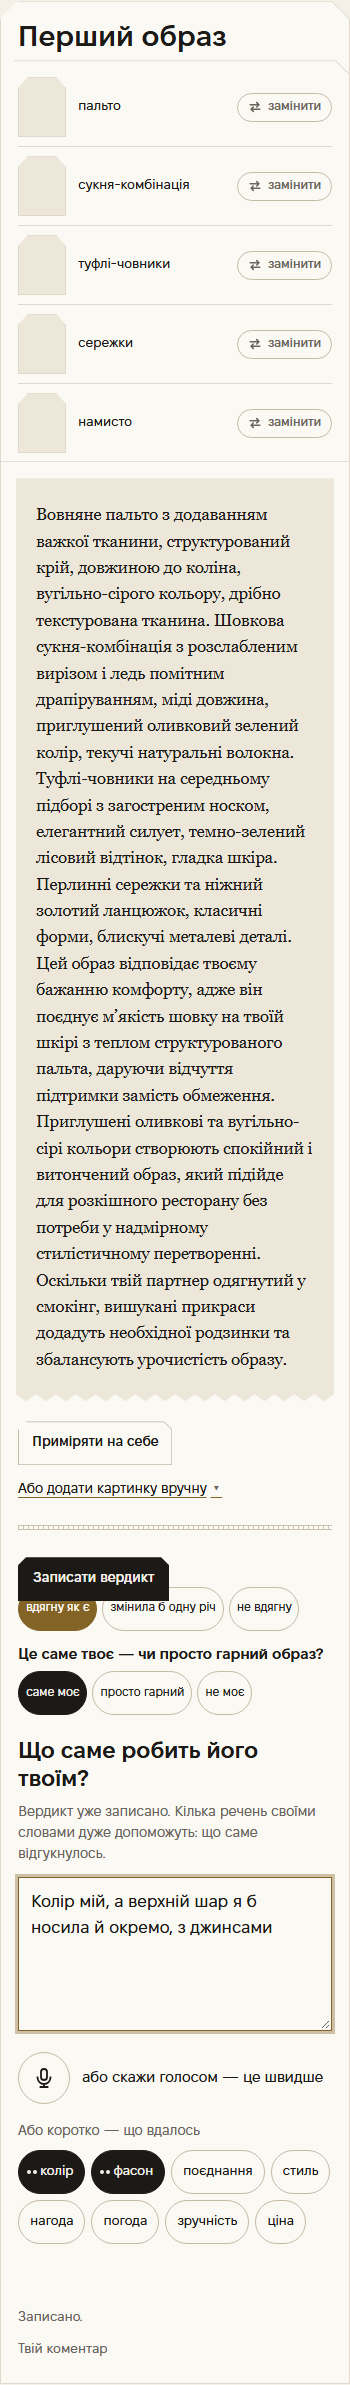 Перший образ
пальто
замінити
сукня-комбінація
замінити
туфлі-човники
замінити
сережки
замінити
намисто
замінити
Вовняне пальто з додаванням
важкої тканини, структурований
крій, довжиною до коліна,
вугільно-сірого кольору, дрібно
текстурована тканина. Шовкова
сукня-комбінація з розслабленим
вирізом і ледь помітним
драпіруванням, міді довжина,
приглушений оливковий зелений
колір, текучі натуральні волокна.
Туфлі-човники на середньому
підборі з загостреним носком,
елегантний силует, темно-зелений
лісовий відтінок, гладка шкіра.
Перлинні сережки та ніжний
золотий ланцюжок, класичні
форми, блискучі металеві деталі.
Цей образ відповідає твоєму
бажанню комфорту, адже він
поєднує м’якість шовку на твоїй
шкірі з теплом структурованого
пальта, даруючи відчуття
підтримки замість обмеження.
Приглушені оливкові та вугільно-
сірі кольори створюють спокійний і
витончений образ, який підійде
для розкішного ресторану без
потреби у надмірному
стилістичному перетворенні.
Оскільки твій партнер одягнутий у
смокінг, вишукані прикраси
додадуть необхідної родзинки та
збалансують урочистість образу.
Приміряти на себе
Або додати картинку вручну
Записати вердикт
вдягну як є
змінила б одну річ
не вдягну
Це саме твоє — чи просто гарний образ?
саме моє
просто гарний
не моє
Що саме робить його
твоїм?
Вердикт уже записано. Кілька речень своїми
словами дуже допоможуть: що саме
відгукнулось.
Колір мій, а верхній шар я б
носила й окремо, з джинсами
або скажи голосом — це швидше
Або коротко — що вдалось
колір
фасон
поєднання
стиль
нагода
погода
зручність
ціна
Записано.
Твій коментар